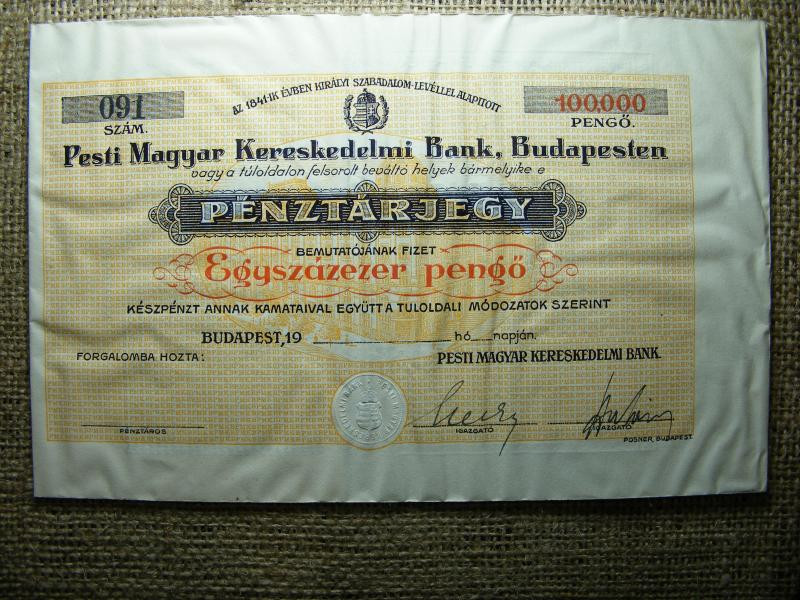 091
SZÁM.
AZ 1841-IK ÉVBEN KIRÁLYI SZABADALOM-LEVÉLLEL ALAPITOTT
100.000
PENGŐ.
Pesti Magyar Kereskedelmi Bank, Budapesten
vagy a túloldalon felsorolt beváltó helyek bármelyike e
PÉNZTÁRJEGY
BEMUTATÓJÁNAK FIZET
Egyszázezer pengő
KÉSZPÉNZT ANNAK KAMATAIVAL EGYÜTT A TULOLDALI MÓDOZATOK SZERINT
BUDAPEST, 19 hó napján.
FORGALOMBA HOZTA:
PESTI MAGYAR KERESKEDELMI BANK.
PÉNZTÁROS
IGAZGATÓ
IGAZGATÓ
POSNER, BUDAPEST.